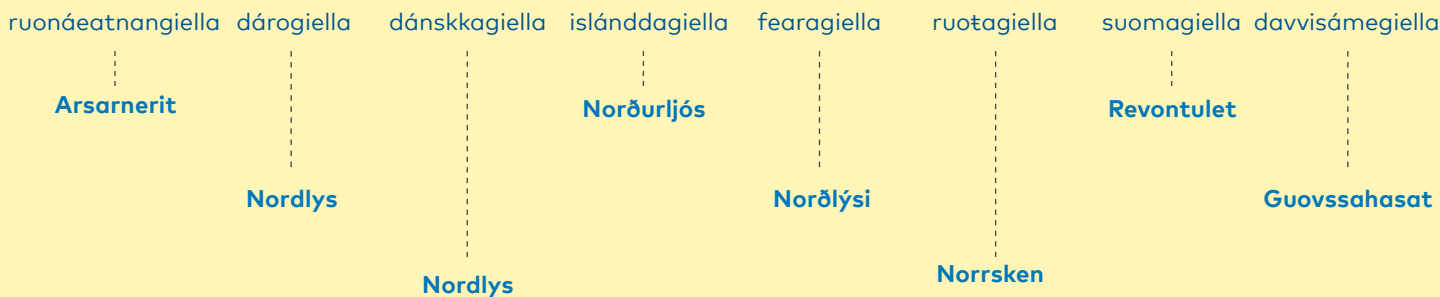 ruonáeatnangiella dárogiella dánskkagiella islánddagiella fearagiella ruoŧagiella suomagiella davvisámegiella
Arsarnerit Norðurljós Revontulet
Nordlys Norðlýsi Guovssahasat
Nordlys Norrsken